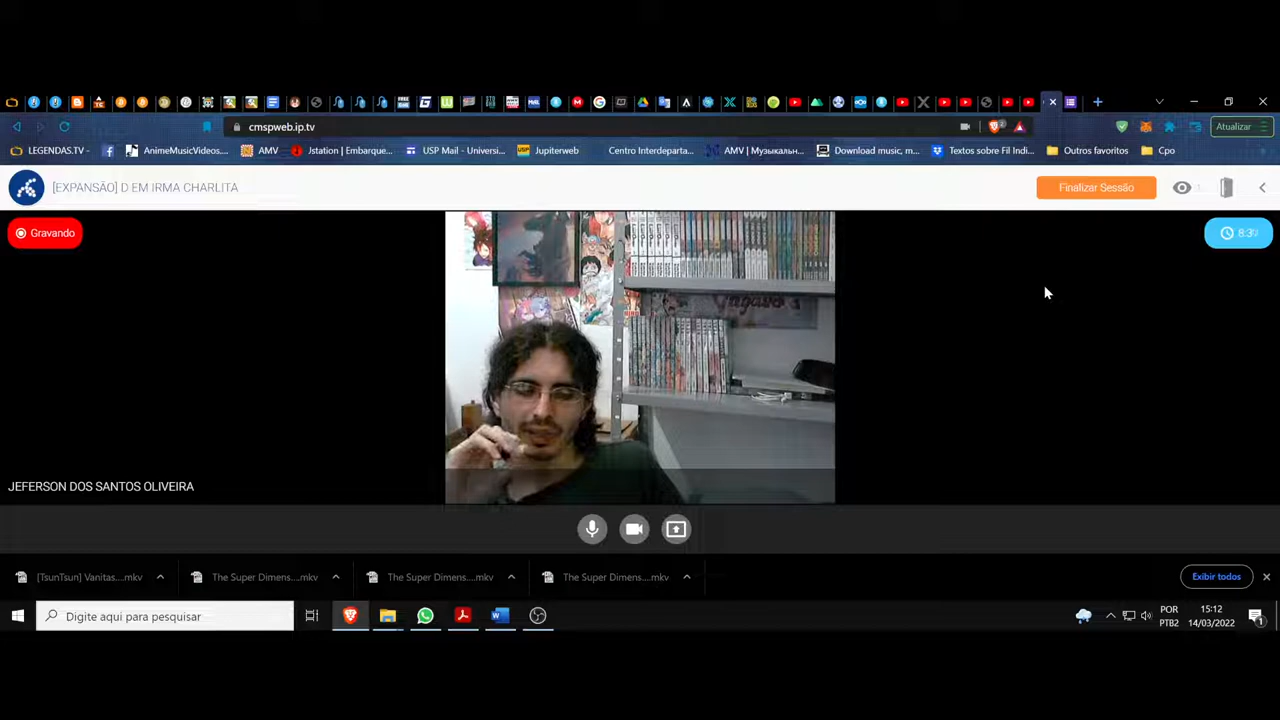 cmspweb.ip.tv
Atualizar
LEGENDAS.TV -
AnimeMusicVideos...
AMV
Jstation | Embarque...
USP Mail - Universi...
Jupiterweb
Centro Interdeparta...
AMV | Музыкальн...
Download music, m...
Textos sobre Fil Indi...
Outros favoritos
Cpo
[EXPANSÃO] D EM IRMA CHARLITA
Finalizar Sessão
Gravando
JEFERSON DOS SANTOS OLIVEIRA
[TsunTsun] Vanitas....mkv
The Super Dimens....mkv
The Super Dimens....mkv
The Super Dimens....mkv
Exibir todos
Digite aqui para pesquisar
POR
PTB2
15:12
14/03/2022